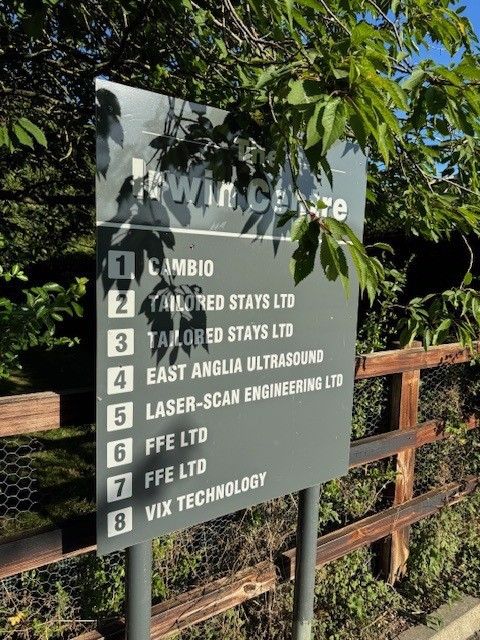 The
Irwin Centre
1 CAMBIO
2 TAILORED STAYS LTD
3 TAILORED STAYS LTD
4 EAST ANGLIA ULTRASOUND
5 LASER-SCAN ENGINEERING LTD
6 FFE LTD
7 FFE LTD
8 VIX TECHNOLOGY